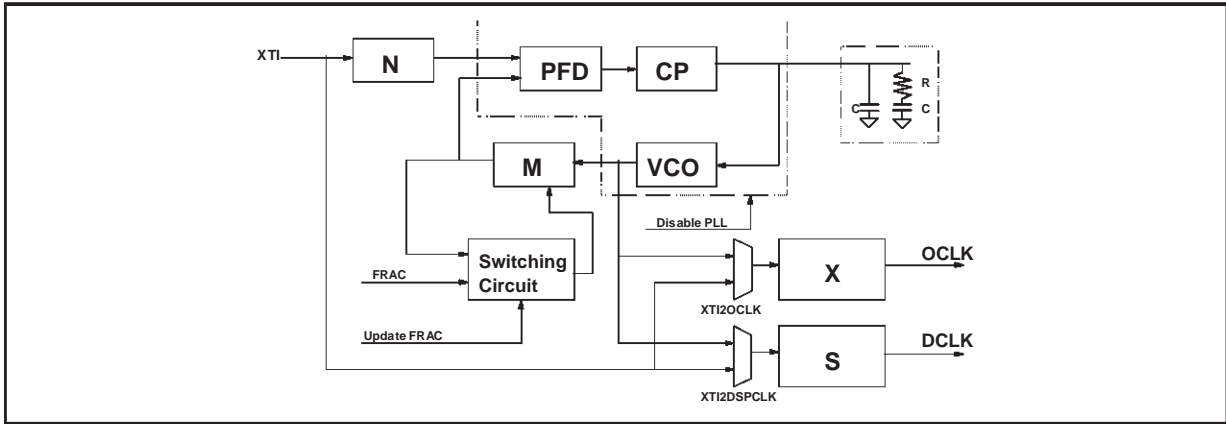 XTI
N
PFD
CP
R
C
C
M
VCO
Disable PLL
Switching
Circuit
FRAC
Update FRAC
XTI2OCLK
X
OCLK
XTI2DSPCLK
S
DCLK